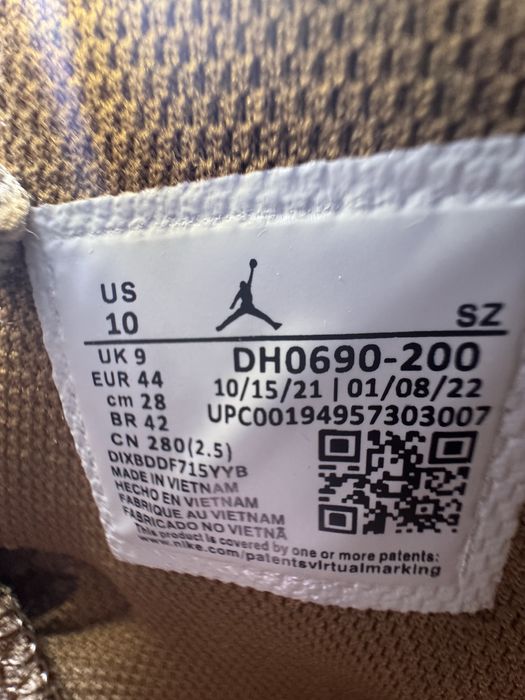 US
10
SZ
UK 9
EUR 44
cm 28
BR 42
CN 280(2.5)
DIXBDDF715YYB
MADE IN VIETNAM
HECHO EN VIETNAM
FABRIQUE AU VIETNAM
FABRICADO NO VIETNÃ
DH0690-200
10/15/21 | 01/08/22
UPC00194957303007
This product is covered by one or more patents:
www.nike.com/patentsvirtualmarking